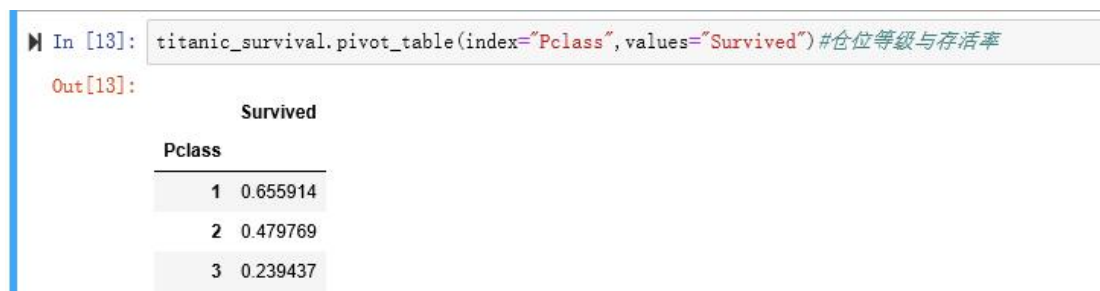 In [13]: titanic_survival.pivot_table(index="Pclass",values="Survived")#仓位等级与存活率
Out[13]:
Survived
Pclass
1 0.655914
2 0.479769
3 0.239437